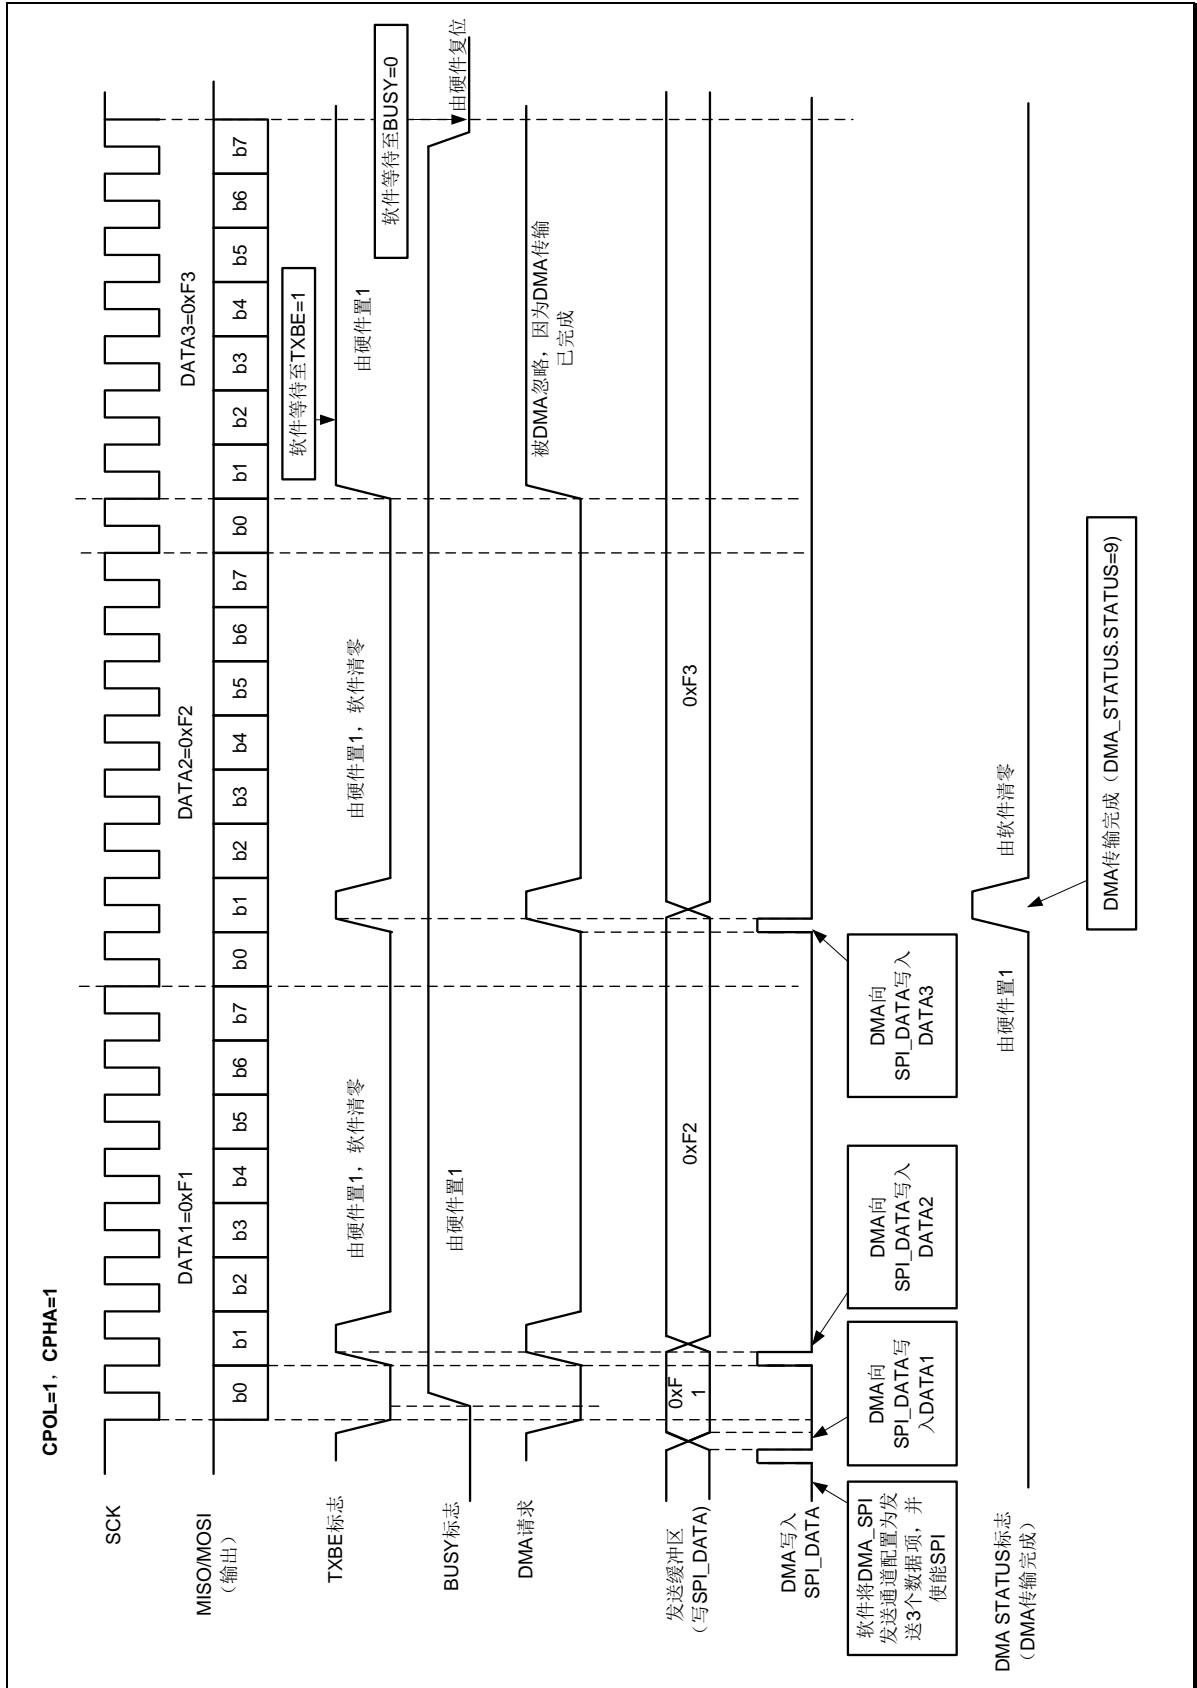 CPOL=1，CPHA=1
SCK
DATA1=0xF1
DATA2=0xF2
DATA3=0xF3
MISO/MOSI
（输出）
b0
b1
b2
b3
b4
b5
b6
b7
b0
b1
b2
b3
b4
b5
b6
b7
b0
b1
b2
b3
b4
b5
b6
b7
软件等待至TXBE=1
TXBE标志
由硬件置1，软件清零
由硬件置1，软件清零
由硬件置1
软件等待至BUSY=0
BUSY标志
由硬件置1
由硬件复位
DMA请求
被DMA忽略，因为DMA传输
已完成
发送缓冲区
（写SPI_DATA)
0xF
1
0xF2
0xF3
DMA写入
SPI_DATA
软件将DMA_SPI
发送通道配置为发
送3个数据项，并
使能SPI
DMA向
SPI_DATA写
入DATA1
DMA向
SPI_DATA写入
DATA2
DMA向
SPI_DATA写入
DATA3
DMA STATUS标志
（DMA传输完成）
由硬件置1
由软件清零
DMA传输完成（DMA_STATUS.STATUS=9)